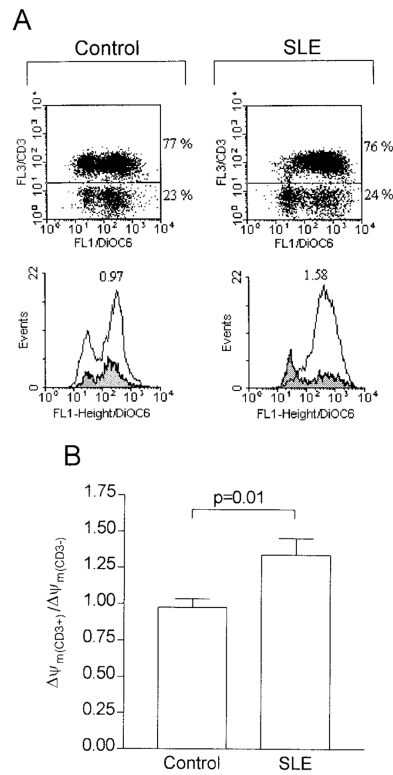 A
Control SLE
10⁰ 10¹ 10² 10³ 10⁴
FL3/CD3
77 %
23 %
10⁰ 10¹ 10² 10³ 10⁴
FL1/DiOC6
10⁰ 10¹ 10² 10³ 10⁴
FL3/CD3
76 %
24 %
10⁰ 10¹ 10² 10³ 10⁴
FL1/DiOC6
22
0.97
Events
0
10⁰ 10¹ 10² 10³ 10⁴
FL1-Height/DiOC6
22
1.58
Events
0
10⁰ 10¹ 10² 10³ 10⁴
FL1-Height/DiOC6
B
p=0.01
ΔΨm(CD3+)/ΔΨm(CD3-)
1.75
1.50
1.25
1.00
0.75
0.50
0.25
0.00
Control SLE